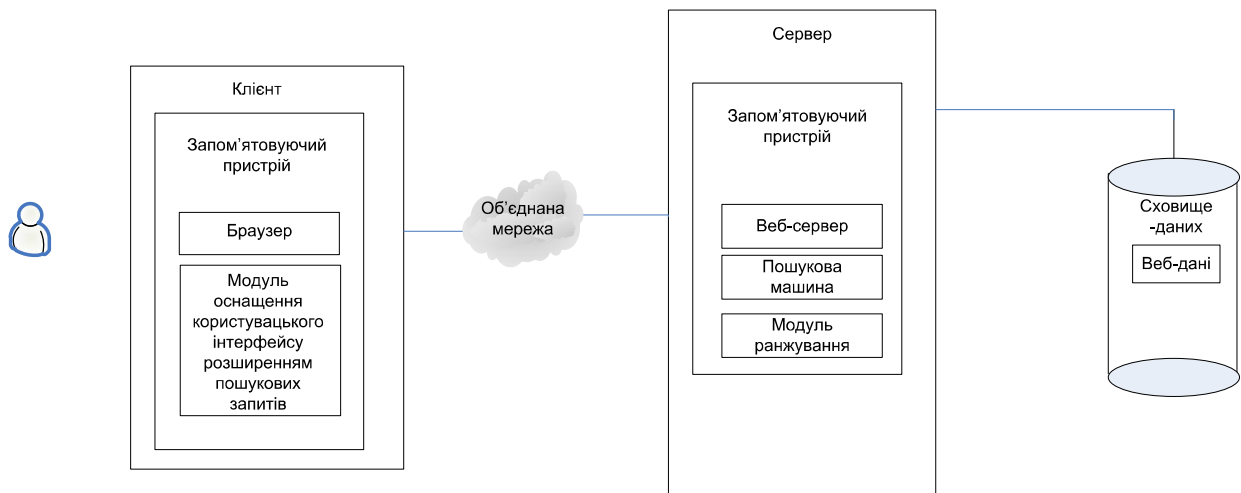 Клієнт
Запом’ятовуючий
пристрій
Браузер
Модуль
оснащення
користувацького
інтерфейсу
розширенням
пошукових
запитів
Об’єднана
мережа
Сервер
Запом’ятовуючий
пристрій
Веб-сервер
Пошукова
машина
Модуль
ранжування
Сховище
-даних
Веб-дані